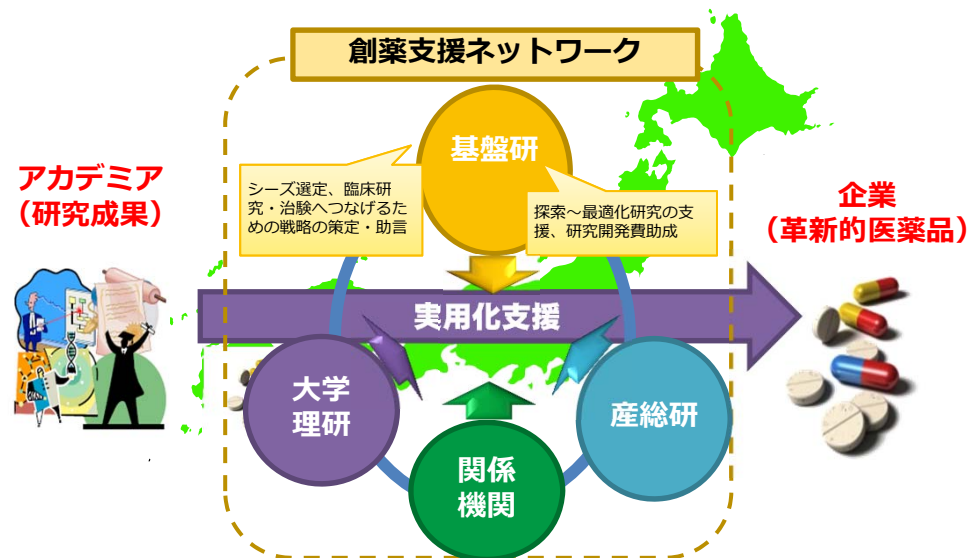 創薬支援ネットワーク
基盤研
アカデミア
（研究成果）
シーズ選定、臨床研
究・治験へつなげるた
めの戦略の策定・助言
探索～最適化研究の支
援、研究開発費助成
企業
（革新的医薬品）
実用化支援
大学
理研
産総研
関係
機関